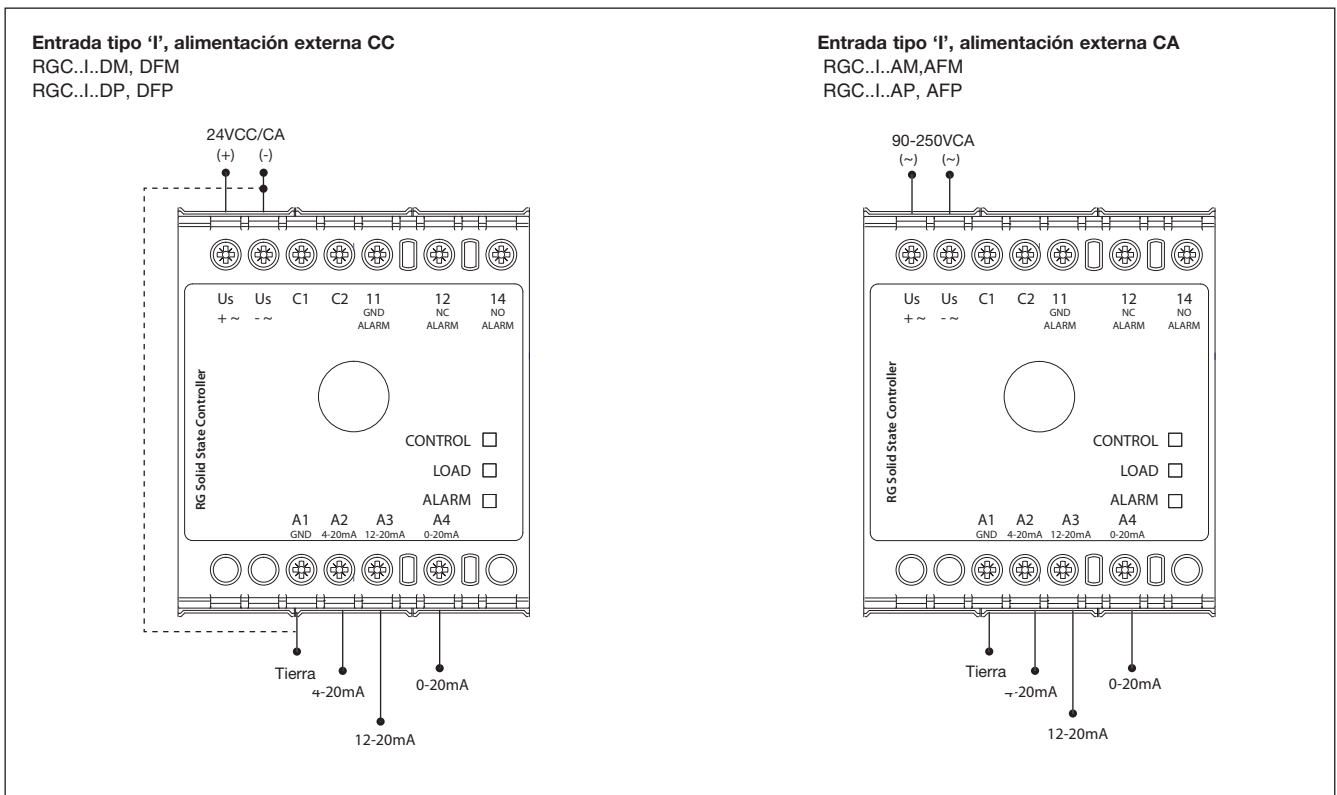 Entrada tipo ‘I’, alimentación externa CC
RGC..I..DM, DFM
RGC..I..DP, DFP
24VCC/CA
(+) (-)
Us Us C1 C2 11 12 14
+ ~ - ~ GND NC NO
ALARM ALARM ALARM
RG Solid State Controller
CONTROL
LOAD
ALARM
A1 A2 A3 A4
GND 4-20mA 12-20mA 0-20mA
Tierra
4-20mA
0-20mA
12-20mA
Entrada tipo ‘I’, alimentación externa CA
RGC..I..AM,AFM
RGC..I..AP, AFP
90-250VCA
(~) (~)
Us Us C1 C2 11 12 14
+ ~ - ~ GND NC NO
ALARM ALARM ALARM
RG Solid State Controller
CONTROL
LOAD
ALARM
A1 A2 A3 A4
GND 4-20mA 12-20mA 0-20mA
Tierra
4-20mA
0-20mA
12-20mA